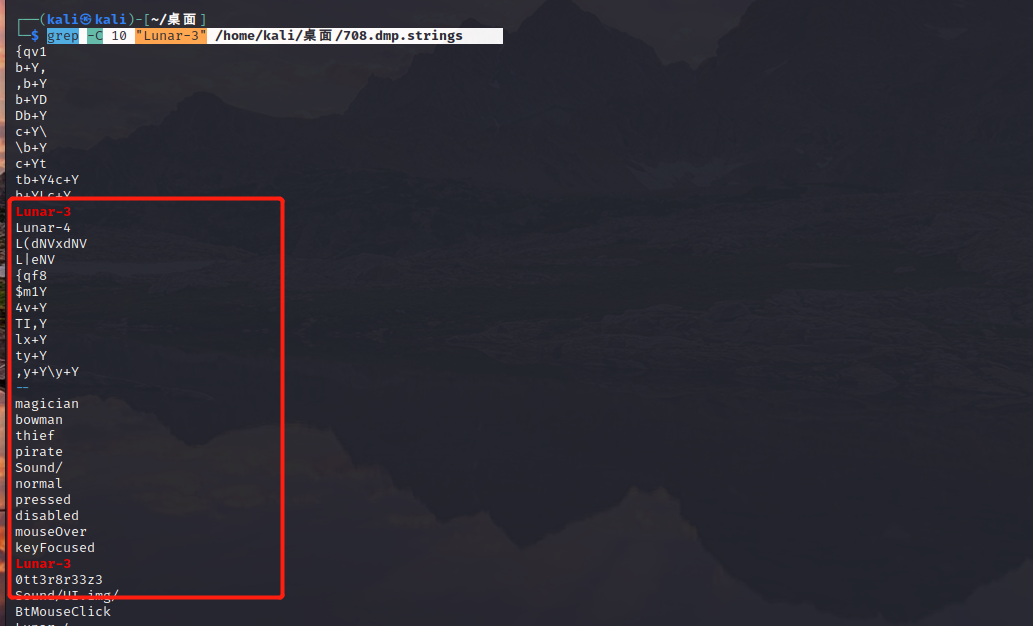 ┌──(kali㉿kali)-[~/桌面]
└─$ grep -C 10 "Lunar-3" /home/kali/桌面/708.dmp.strings
{qv1
b+Y,
,b+Y
b+YD
Db+Y
c+Y\
\b+Y
c+Yt
tb+Y4c+Y
b+YLc+Y
Lunar-3
Lunar-4
L(dNVxdNV
L|eNV
{qf8
$m1Y
4v+Y
TI,Y
lx+Y
ty+Y
,y+Y\y+Y
--
magician
bowman
thief
pirate
Sound/
normal
pressed
disabled
mouseOver
keyFocused
Lunar-3
0tt3r8r33z3
Sound/UI.img/
BtMouseClick